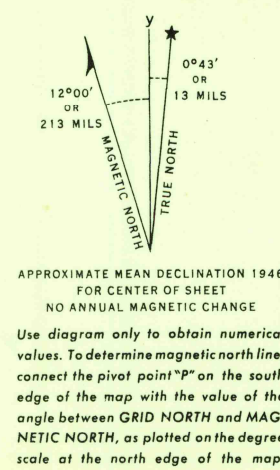 y
0°43'
OR
13 MILS
12°00'
OR
213 MILS
MAGNETIC NORTH
TRUE NORTH
APPROXIMATE MEAN DECLINATION 1946
FOR CENTER OF SHEET
NO ANNUAL MAGNETIC CHANGE
Use diagram only to obtain numerica
values. To determine magnetic north line
connect the pivot point "P" on the south
edge of the map with the value of the
angle between GRID NORTH and MAG
NETIC NORTH, as plotted on the degree
scale at the north edge of the map